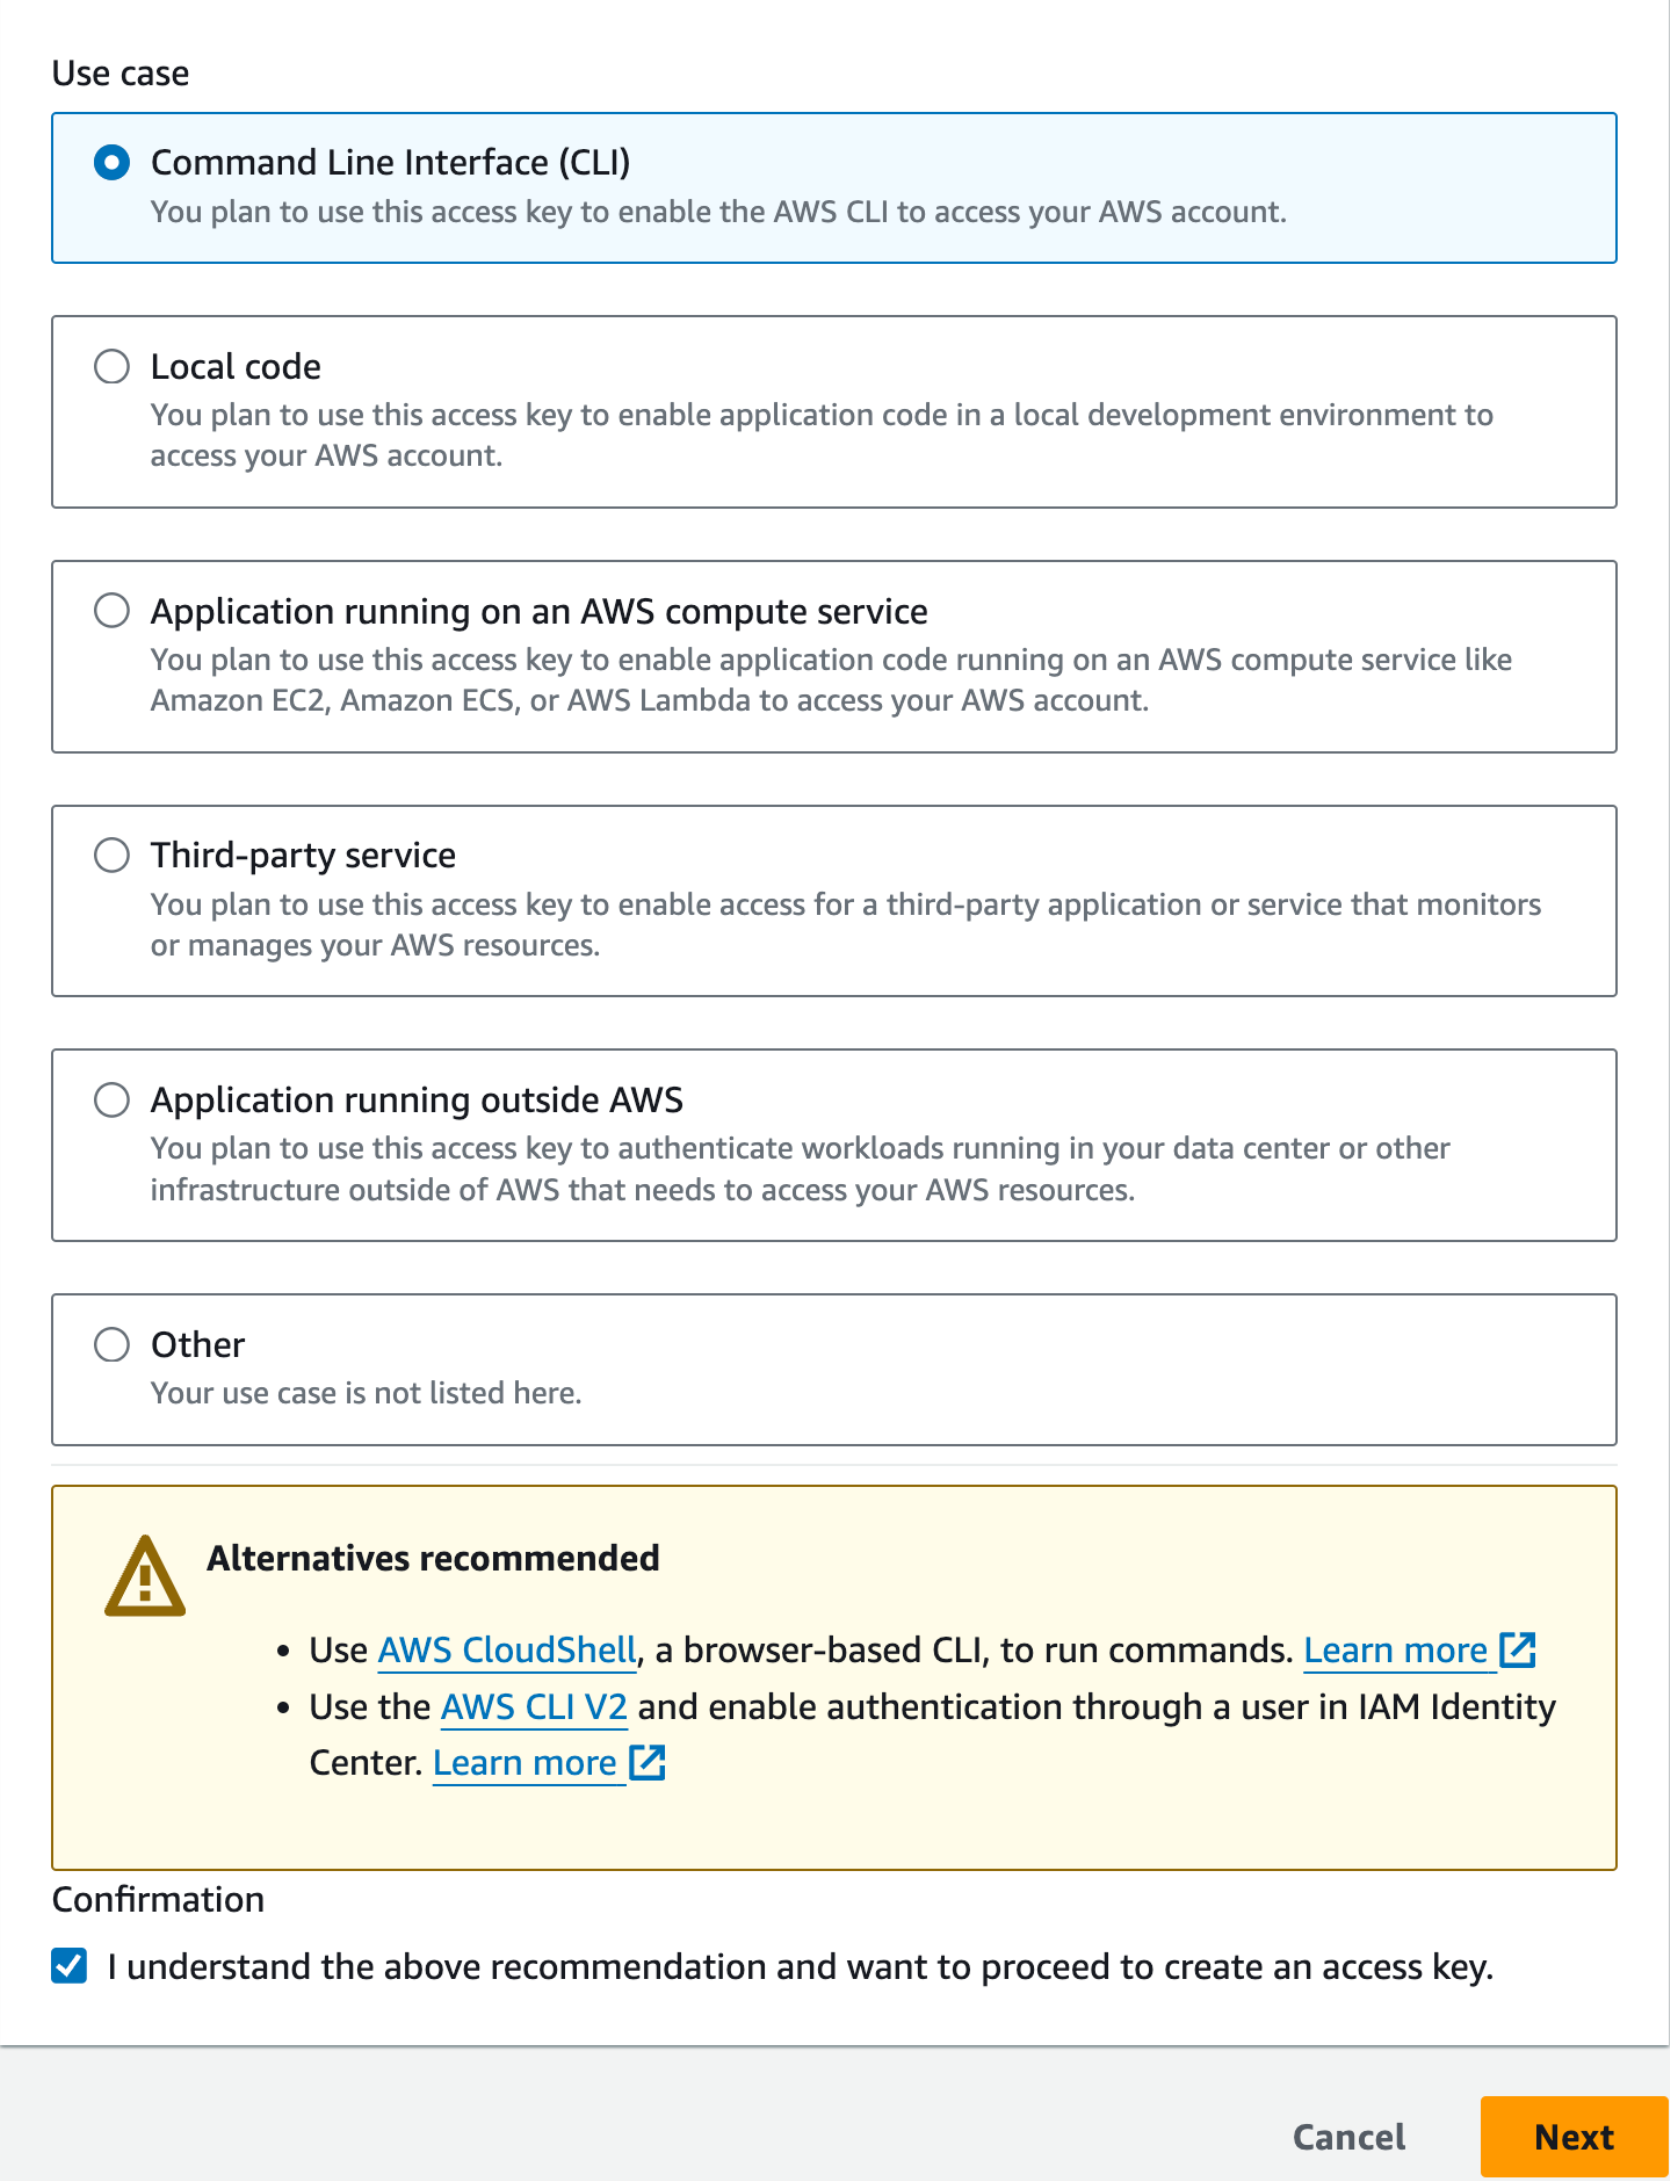 Use case
Command Line Interface (CLI)
You plan to use this access key to enable the AWS CLI to access your AWS account.
Local code
You plan to use this access key to enable application code in a local development environment to
access your AWS account.
Application running on an AWS compute service
You plan to use this access key to enable application code running on an AWS compute service like
Amazon EC2, Amazon ECS, or AWS Lambda to access your AWS account.
Third-party service
You plan to use this access key to enable access for a third-party application or service that monitors
or manages your AWS resources.
Application running outside AWS
You plan to use this access key to authenticate workloads running in your data center or other
infrastructure outside of AWS that needs to access your AWS resources.
Other
Your use case is not listed here.
Alternatives recommended
• Use AWS CloudShell, a browser-based CLI, to run commands. Learn more
• Use the AWS CLI V2 and enable authentication through a user in IAM Identity
Center. Learn more
Confirmation
I understand the above recommendation and want to proceed to create an access key.
Cancel Next